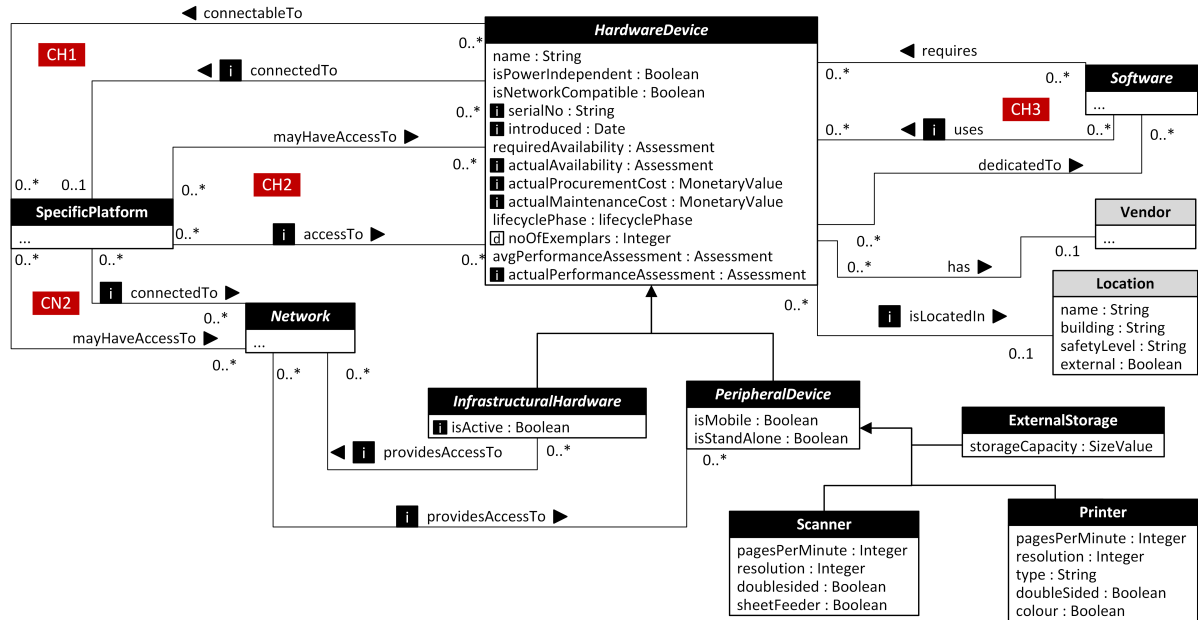 connectableTo
CH1
0..*
i connectedTo
0..*
mayHaveAccessTo
0..*
0..*
0..1
0..*
CH2
SpecificPlatform
...
0..*
i accessTo
0..*
0..*
0..*
i connectedTo
CN2
0..*
mayHaveAccessTo
0..*
Network
...
0..*
0..*
HardwareDevice
name : String
isPowerIndependent : Boolean
isNetworkCompatible : Boolean
i serialNo : String
i introduced : Date
requiredAvailability : Assessment
i actualAvailability : Assessment
i actualProcurementCost : MonetaryValue
i actualMaintenanceCost : MonetaryValue
lifecyclePhase : lifecyclePhase
d noOfExemplars : Integer
avgPerformanceAssessment : Assessment
i actualPerformanceAssessment : Assessment
requires
0..*
0..*
Software
...
CH3
0..*
i uses
0..*
0..*
dedicatedTo
0..*
Vendor
...
0..*
has
0..1
Location
name : String
building : String
safetyLevel : String
external : Boolean
0..*
i isLocatedIn
0..1
InfrastructuralHardware
i isActive : Boolean
i providesAccessTo
0..*
PeripheralDevice
isMobile : Boolean
isStandAlone : Boolean
0..*
i providesAccessTo
ExternalStorage
storageCapacity : SizeValue
Scanner
pagesPerMinute : Integer
resolution : Integer
doublesided : Boolean
sheetFeeder : Boolean
Printer
pagesPerMinute : Integer
resolution : Integer
type : String
doubleSided : Boolean
colour : Boolean